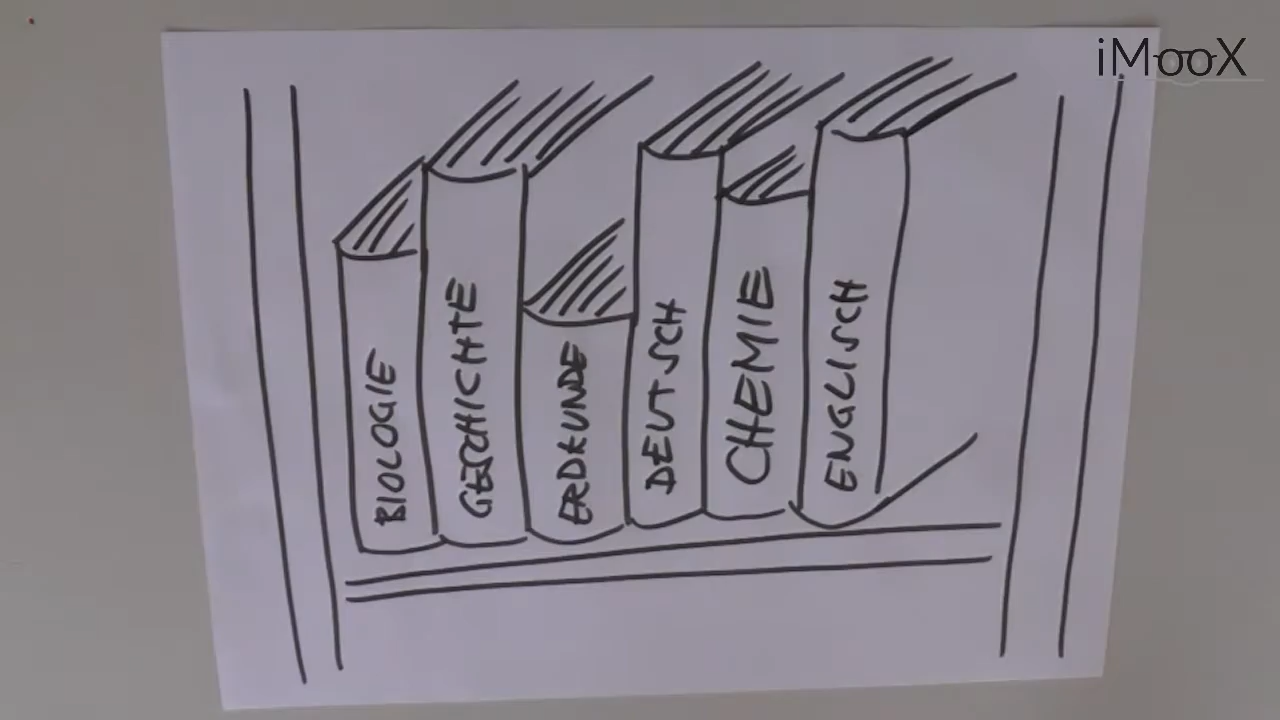 iMooX
BIOLOGIE
GESCHICHTE
ERDKUNDE
DEUTSCH
CHEMIE
ENGLISCH